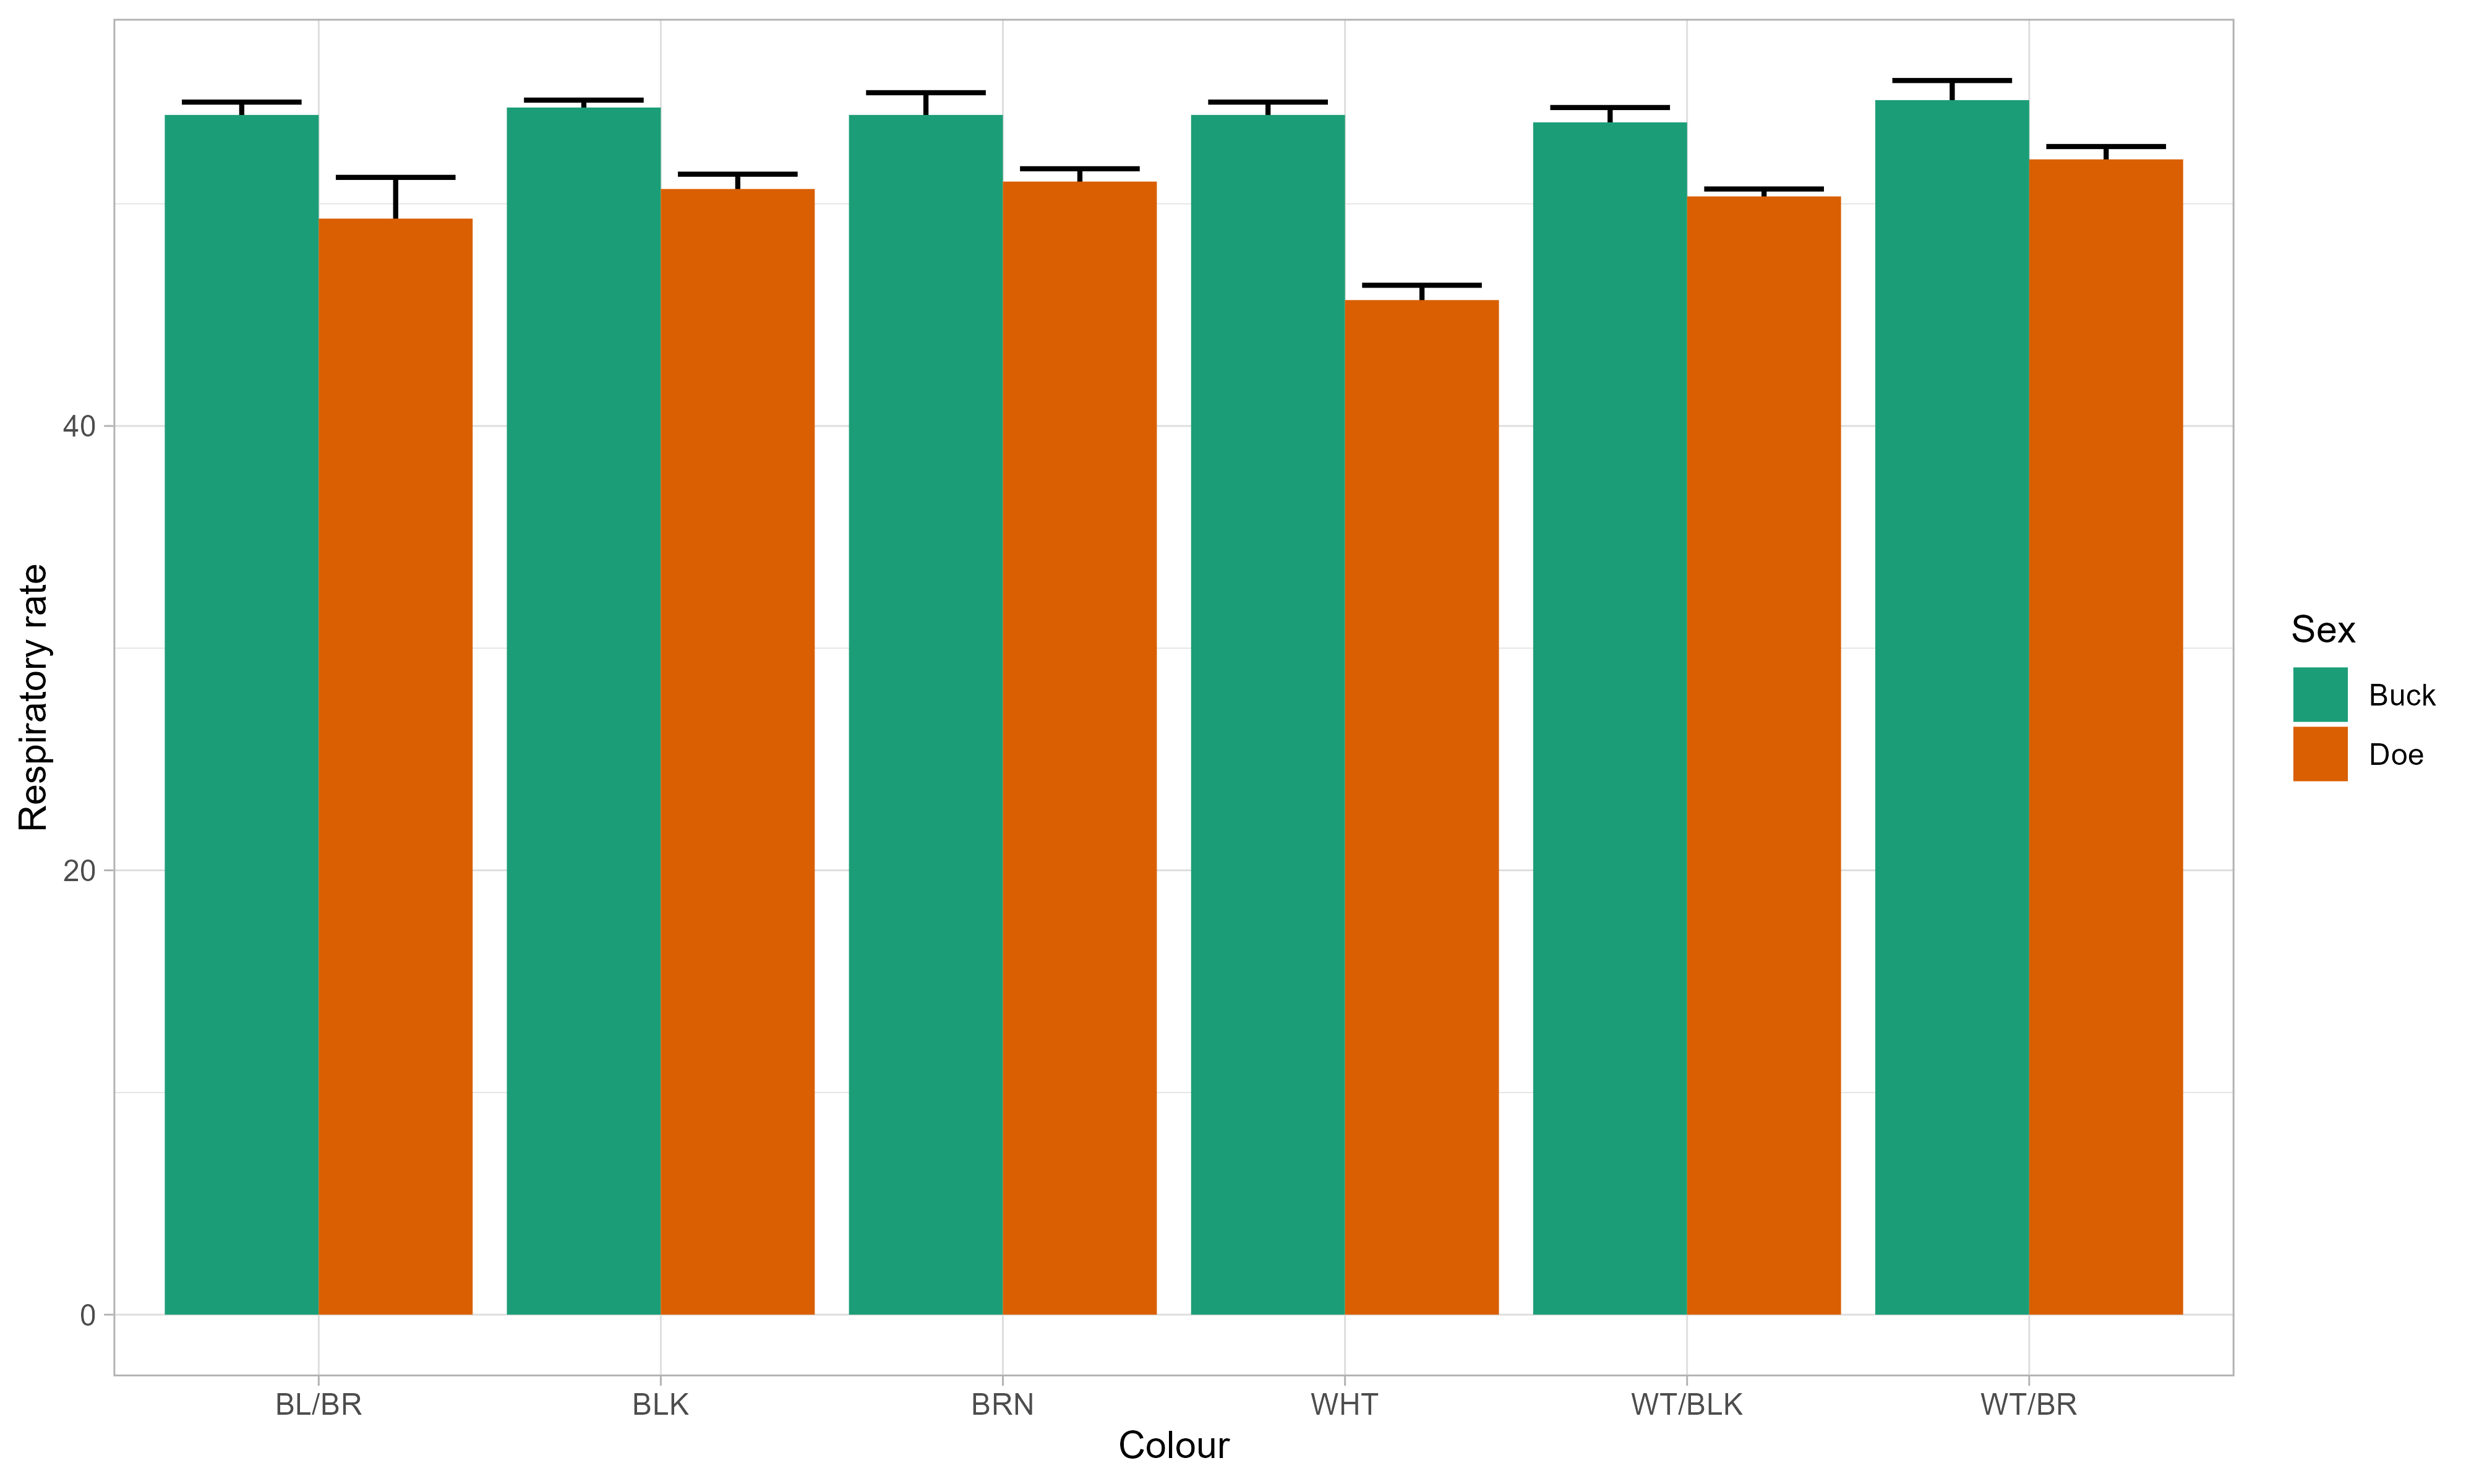 40
20
0
Respiratory rate
BL/BR
BLK
BRN
WHT
WT/BLK
WT/BR
Colour
Sex
Buck
Doe